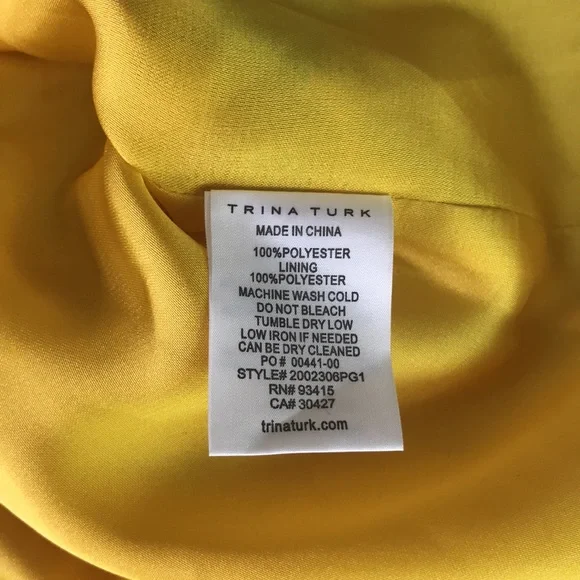 TRINA TURK
MADE IN CHINA
100%POLYESTER
LINING
100%POLYESTER
MACHINE WASH COLD
DO NOT BLEACH
TUMBLE DRY LOW
LOW IRON IF NEEDED
CAN BE DRY CLEANED
PO# 00441-00
STYLE# 2002306PG1
RN# 93415
CA# 30427
trinaturk.com